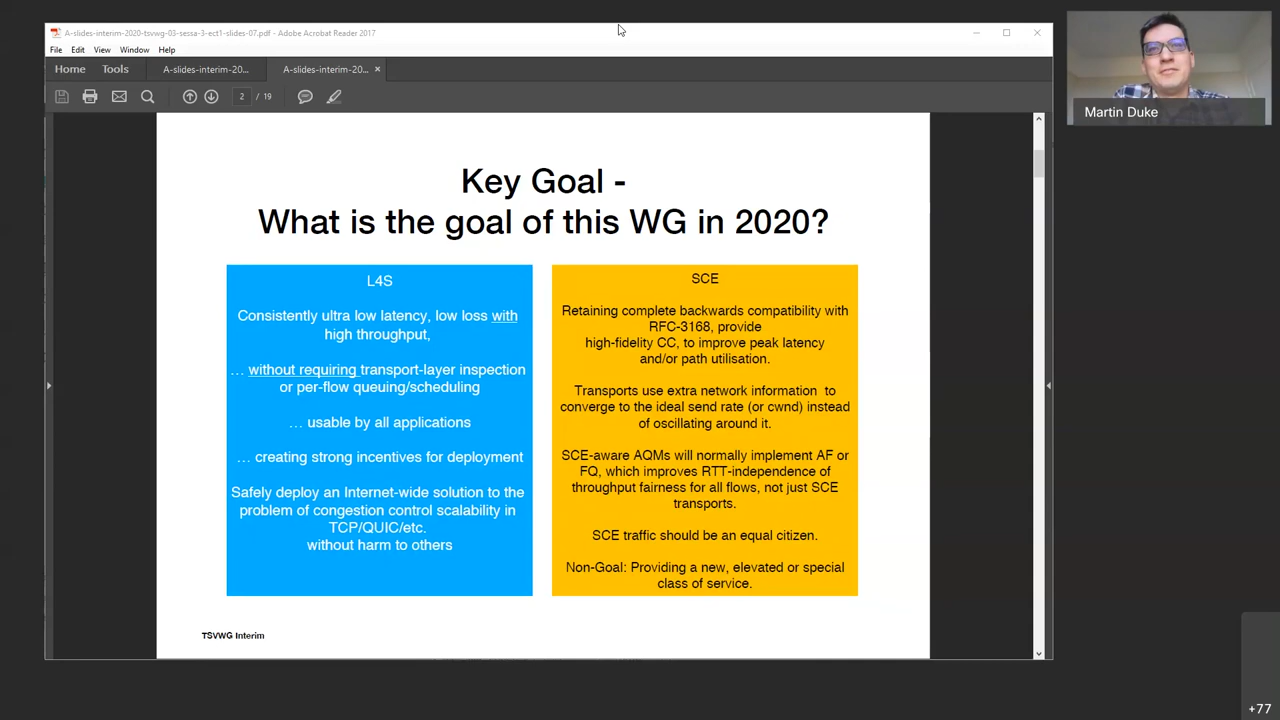 A-slides-interim-2020-tsvwg-03-sessa-3-ect1-slides-07.pdf - Adobe Acrobat Reader 2017
File Edit View Window Help
Home Tools A-slides-interim-20... A-slides-interim-20... ×
2 / 19
Martin Duke
Key Goal -
What is the goal of this WG in 2020?
L4S
Consistently ultra low latency, low loss with
high throughput,
… without requiring transport-layer inspection
or per-flow queuing/scheduling
… usable by all applications
… creating strong incentives for deployment
Safely deploy an Internet-wide solution to the
problem of congestion control scalability in
TCP/QUIC/etc.
without harm to others
SCE
Retaining complete backwards compatibility with
RFC-3168, provide
high-fidelity CC, to improve peak latency
and/or path utilisation.
Transports use extra network information to
converge to the ideal send rate (or cwnd) instead
of oscillating around it.
SCE-aware AQMs will normally implement AF or
FQ, which improves RTT-independence of
throughput fairness for all flows, not just SCE
transports.
SCE traffic should be an equal citizen.
Non-Goal: Providing a new, elevated or special
class of service.
TSVWG Interim
+77